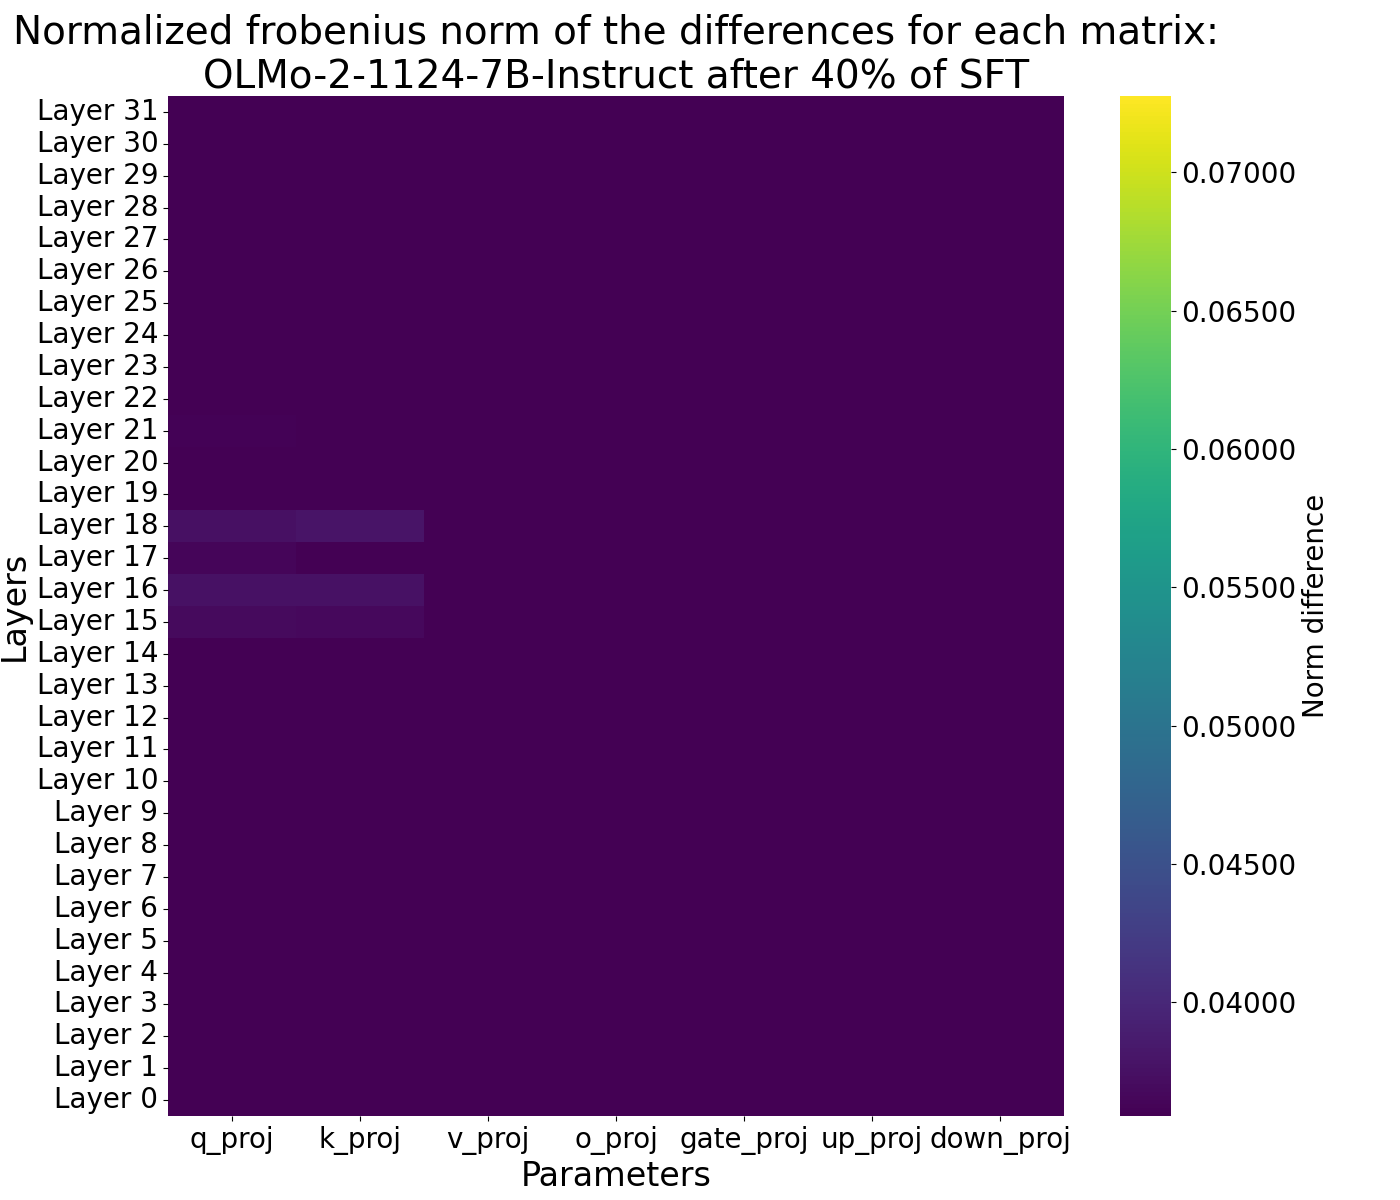 Normalized frobenius norm of the differences for each matrix:
OLMo-2-1124-7B-Instruct after 40% of SFT
Layers
Layer 31
Layer 30
Layer 29
Layer 28
Layer 27
Layer 26
Layer 25
Layer 24
Layer 23
Layer 22
Layer 21
Layer 20
Layer 19
Layer 18
Layer 17
Layer 16
Layer 15
Layer 14
Layer 13
Layer 12
Layer 11
Layer 10
Layer 9
Layer 8
Layer 7
Layer 6
Layer 5
Layer 4
Layer 3
Layer 2
Layer 1
Layer 0
q_proj k_proj v_proj o_proj gate_proj up_proj down_proj
Parameters
0.07000
0.06500
0.06000
0.05500
0.05000
0.04500
0.04000
Norm difference